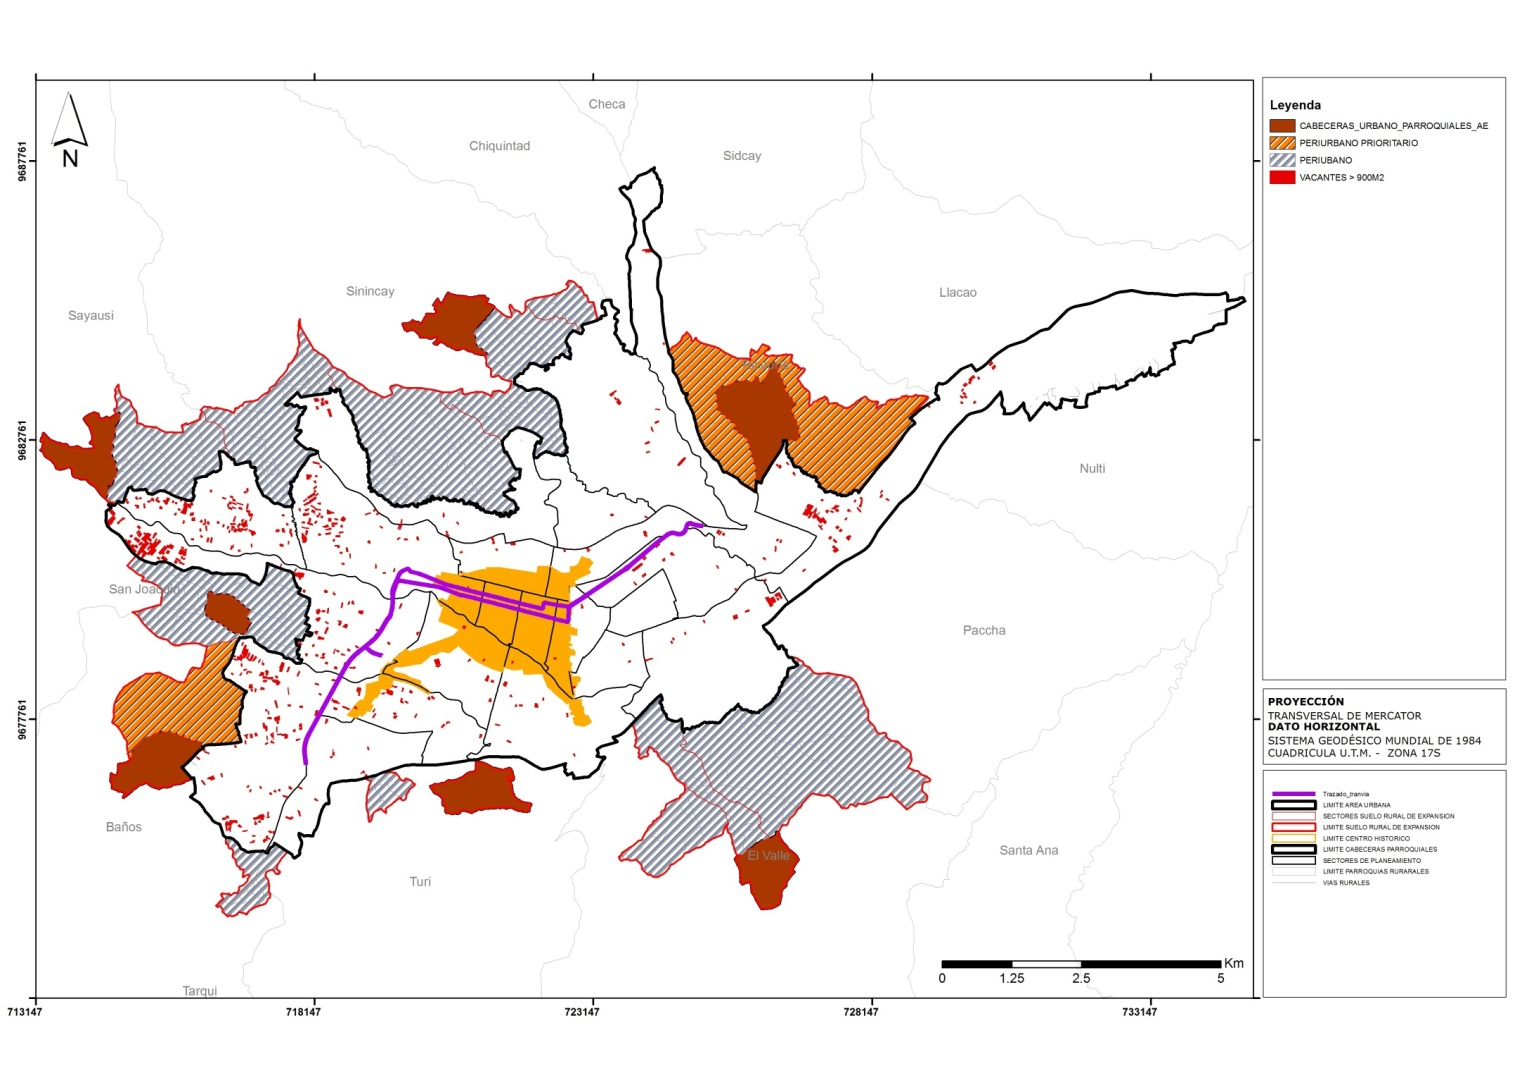 Checa
Chiquintad
Sidcay
N
9687761
Sinincay
Llacao
Sayausi
9682761
Nulti
San Joaquin
Paccha
9677761
Baños
El Valle
Santa Ana
Turi
Tarqui
Km
0
1.25
2.5
5
713147
718147
723147
728147
733147
Leyenda
CABECERAS_URBANO_PARROQUIALES_AE
PERIURBANO PRIORITARIO
PERIUBANO
VACANTES > 900M2
PROYECCIÓN
TRANSVERSAL DE MERCATOR
DATO HORIZONTAL
SISTEMA GEODÉSICO MUNDIAL DE 1984
CUADRICULA U.T.M. - ZONA 17S
Trazado_tranvia
LIMITE AREA URBANA
SECTORES SUELO RURAL DE EXPANSION
LIMITE SUELO RURAL DE EXPANSION
LIMITE CENTRO HISTORICO
LIMITE CABECERAS PARROQUIALES
SECTORES DE PLANEAMIENTO
LIMITE PARROQUIAS RURARALES
VIAS RURALES